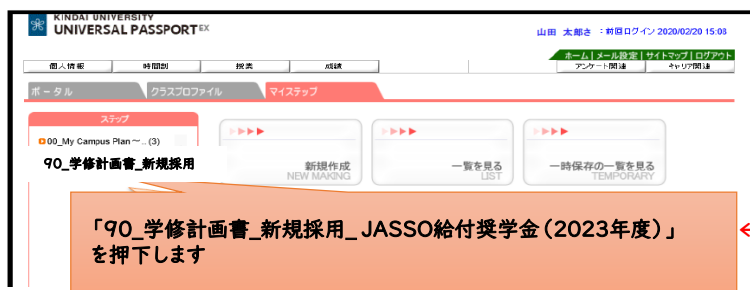 KINDAI UNIVERSITY
UNIVERSAL PASSPORT EX
山田 太郎さ :前回ログイン 2020/02/20 15:03
ホーム|メール設定|サイトマップ|ログアウト
個人情報 時間割 授業 成績 アンケート関連 キャリア関連
ポータル クラスプロファイル マイステップ
ステップ
00_My Campus Plan～... (3)
90_学修計画書_新規採用
新規作成
NEW MAKING
一覧を見る
LIST
一時保存の一覧を見る
TEMPORARY
「90_学修計画書_新規採用_JASSO給付奨学金(2023年度)」
を押下します